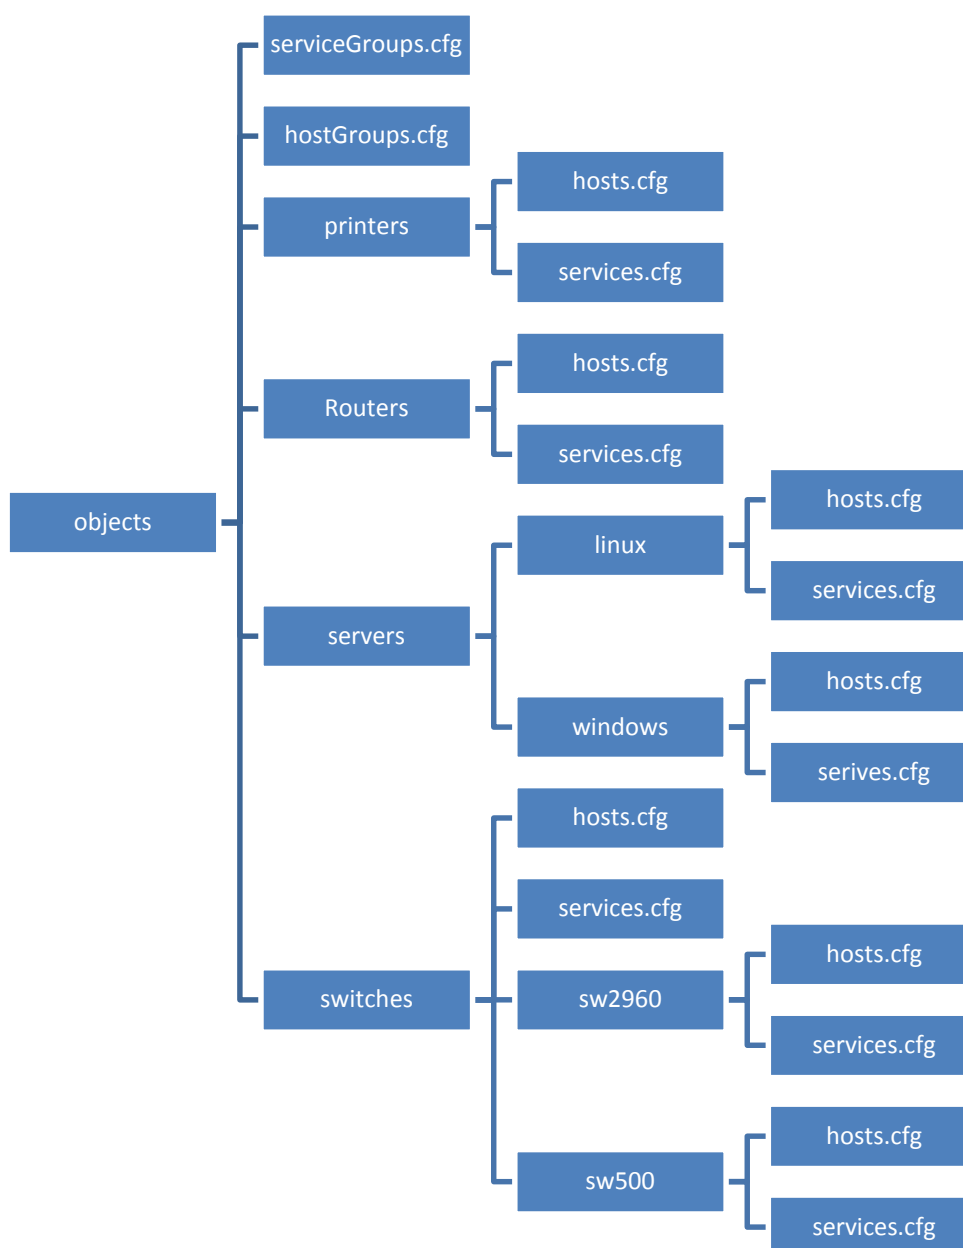 serviceGroups.cfg
hostGroups.cfg
printers
hosts.cfg
services.cfg
Routers
hosts.cfg
services.cfg
objects
servers
linux
hosts.cfg
services.cfg
windows
hosts.cfg
serives.cfg
switches
hosts.cfg
services.cfg
sw2960
hosts.cfg
services.cfg
sw500
hosts.cfg
services.cfg